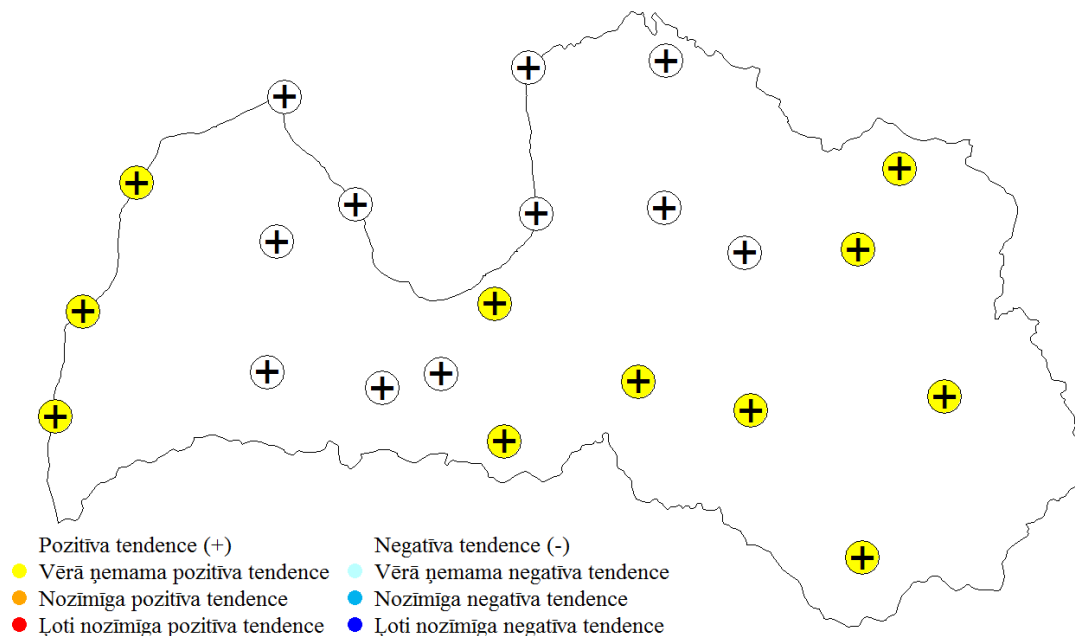 Pozitīva tendence (+)
Vērā ņemama pozitīva tendence
Nozīmīga pozitīva tendence
Ļoti nozīmīga pozitīva tendence
Negatīva tendence (-)
Vērā ņemama negatīva tendence
Nozīmīga negatīva tendence
Ļoti nozīmīga negatīva tendence